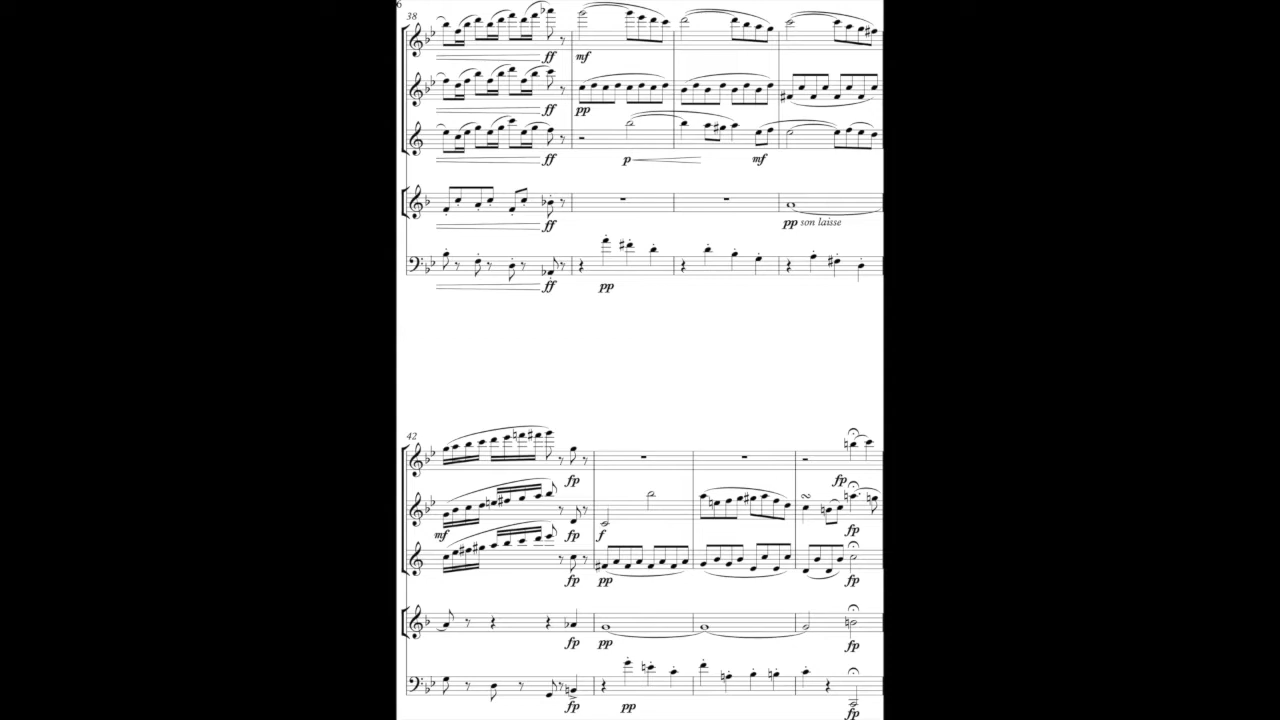 6
38
ff mf
ff pp
ff p mf
ff pp son laisse
ff pp
42
fp fp
mf fp f fp
fp pp fp
fp pp fp
fp pp fp